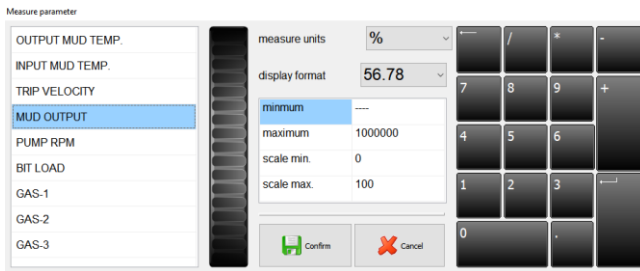 Measure parameter
OUTPUT MUD TEMP.
INPUT MUD TEMP.
TRIP VELOCITY
MUD OUTPUT
PUMP RPM
BIT LOAD
GAS-1
GAS-2
GAS-3
measure units %
display format 56.78
minmum ----
maximum 1000000
scale min. 0
scale max. 100
Confirm Cancel
/ * -
7 8 9 +
4 5 6
1 2 3
0 .